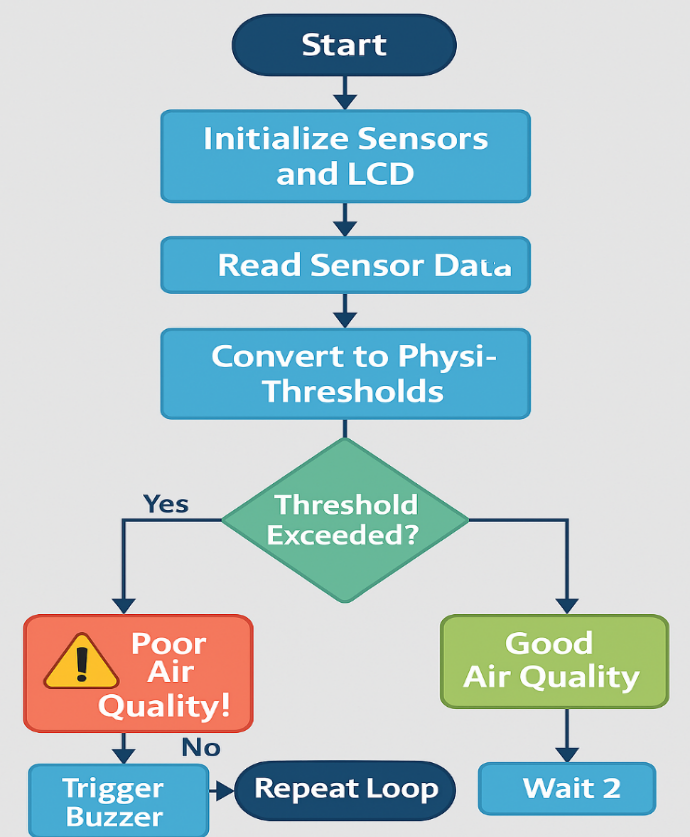 Start
Initialize Sensors
and LCD
Read Sensor Data
Convert to Physi-
Thresholds
Threshold
Exceeded?
Yes
Poor
Air
Quality!
Good
Air Quality
No
Trigger
Buzzer
Repeat Loop
Wait 2